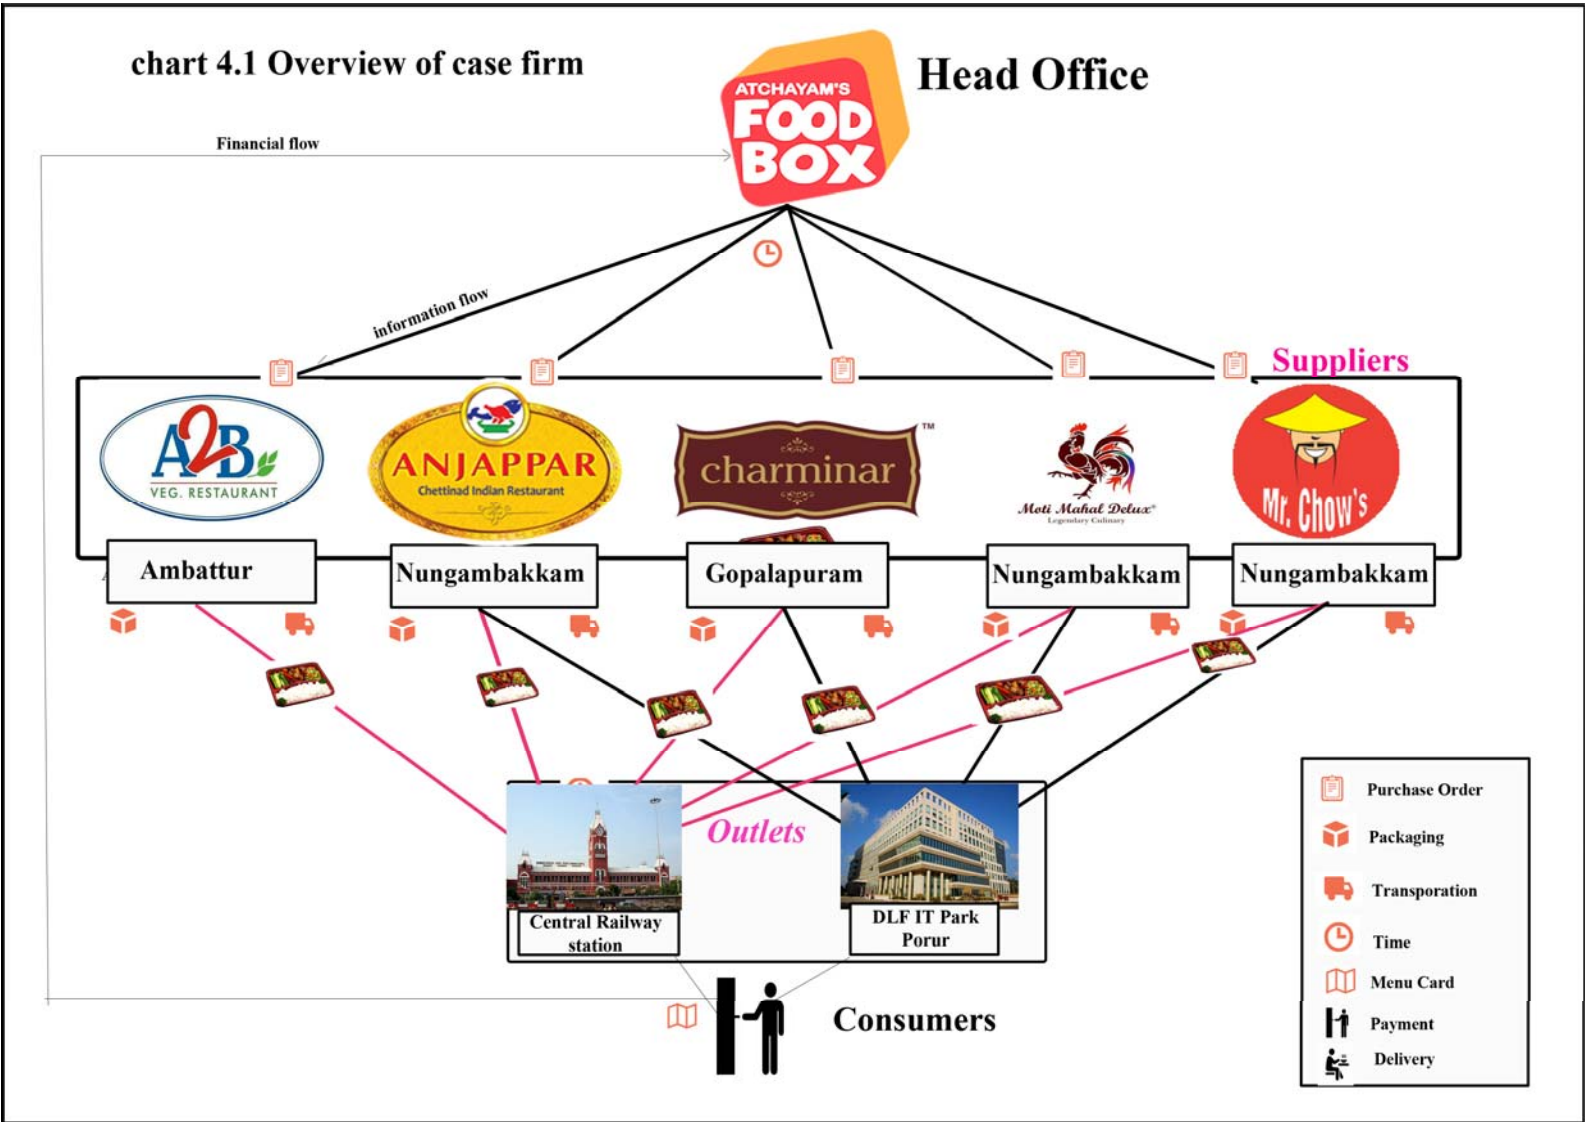 chart 4.1 Overview of case firm
Head Office
ATCHAYAM'S
FOOD
BOX
Financial flow
information flow
Suppliers
A2B
VEG. RESTAURANT
ANJAPPAR
Chettinad Indian Restaurant
charminar
TM
Moti Mahal Delux
Legendary Culinary
Mr. Chow's
Ambattur
Nungambakkam
Gopalapuram
Nungambakkam
Nungambakkam
Outlets
Central Railway
station
DLF IT Park
Porur
Consumers
Purchase Order
Packaging
Transporation
Time
Menu Card
Payment
Delivery